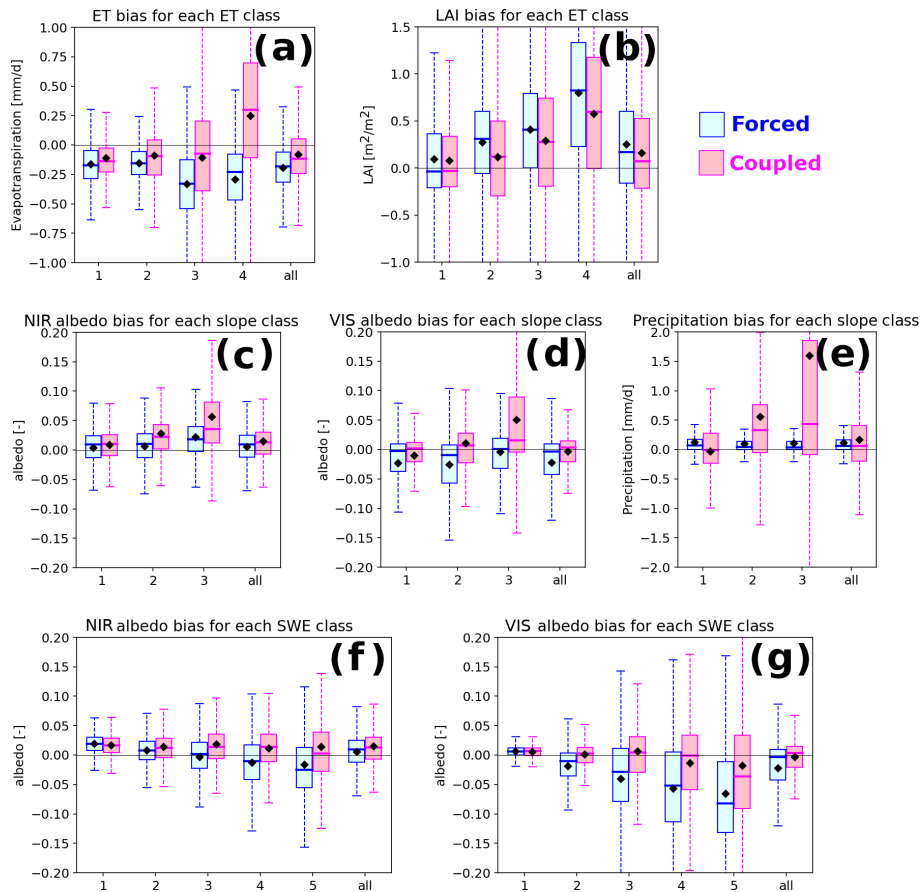 ET bias for each ET class
(a)
Evapotranspiration [mm/d]
1.00
0.75
0.50
0.25
0.00
−0.25
−0.50
−0.75
−1.00
1 2 3 4 all
LAI bias for each ET class
(b)
LAI [m²/m²]
1.5
1.0
0.5
0.0
−0.5
−1.0
1 2 3 4 all
Forced
Coupled
NIR albedo bias for each slope class
(c)
albedo [-]
0.20
0.15
0.10
0.05
0.00
−0.05
−0.10
−0.15
−0.20
1 2 3 all
VIS albedo bias for each slope class
(d)
albedo [-]
0.20
0.15
0.10
0.05
0.00
−0.05
−0.10
−0.15
−0.20
1 2 3 all
Precipitation bias for each slope class
(e)
Precipitation [mm/d]
2.0
1.5
1.0
0.5
0.0
−0.5
−1.0
−1.5
−2.0
1 2 3 all
NIR albedo bias for each SWE class
(f)
albedo [-]
0.20
0.15
0.10
0.05
0.00
−0.05
−0.10
−0.15
−0.20
1 2 3 4 5 all
VIS albedo bias for each SWE class
(g)
albedo [-]
0.20
0.15
0.10
0.05
0.00
−0.05
−0.10
−0.15
−0.20
1 2 3 4 5 all